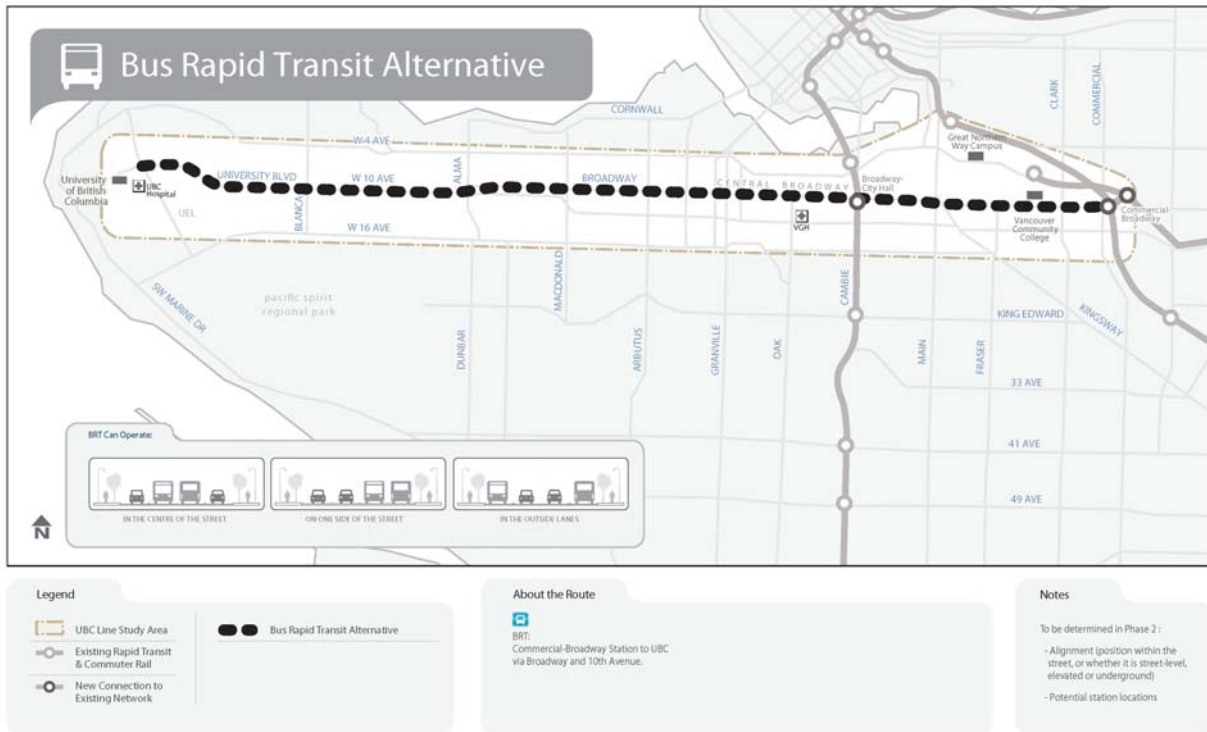 Bus Rapid Transit Alternative
CORNWALL
CLARK
COMMERCIAL
W 4 AVE
Great Northern
Way Campus
University
of British
Columbia
UBC
Hospital
UNIVERSITY BLVD
W 10 AVE
ALMA
BROADWAY
CENTRAL BROADWAY
Broadway-
City Hall
UEL
BLANCA
W 16 AVE
VGH
Vancouver
Community
College
Commercial-
Broadway
SW MARINE DR
pacific spirit
regional park
MACDONALD
CAMBIE
KING EDWARD
KINGSWAY
DUNBAR
ARBUTUS
GRANVILLE
OAK
MAIN
FRASER
33 AVE
41 AVE
49 AVE
BRT Can Operate:
IN THE CENTRE OF THE STREET
ON ONE SIDE OF THE STREET
IN THE OUTSIDE LANES
N
Legend
UBC Line Study Area
Existing Rapid Transit
& Commuter Rail
New Connection to
Existing Network
Bus Rapid Transit Alternative
About the Route
BRT:
Commercial-Broadway Station to UBC
via Broadway and 10th Avenue.
Notes
To be determined in Phase 2 :
- Alignment (position within the
street, or whether it is street-level,
elevated or underground)
- Potential station locations